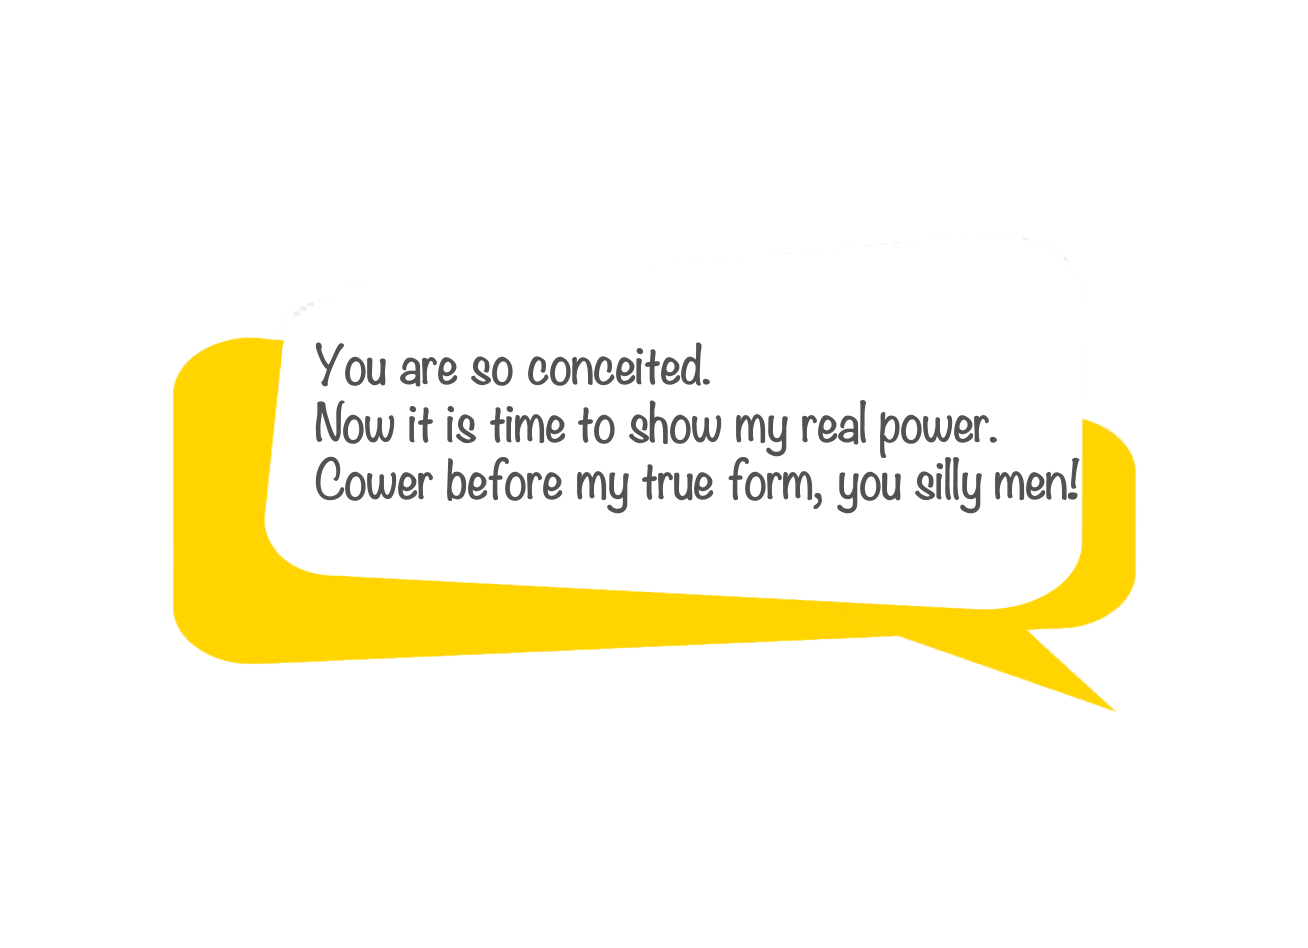 You are so conceited.
Now it is time to show my real power.
Cower before my true form, you silly men!